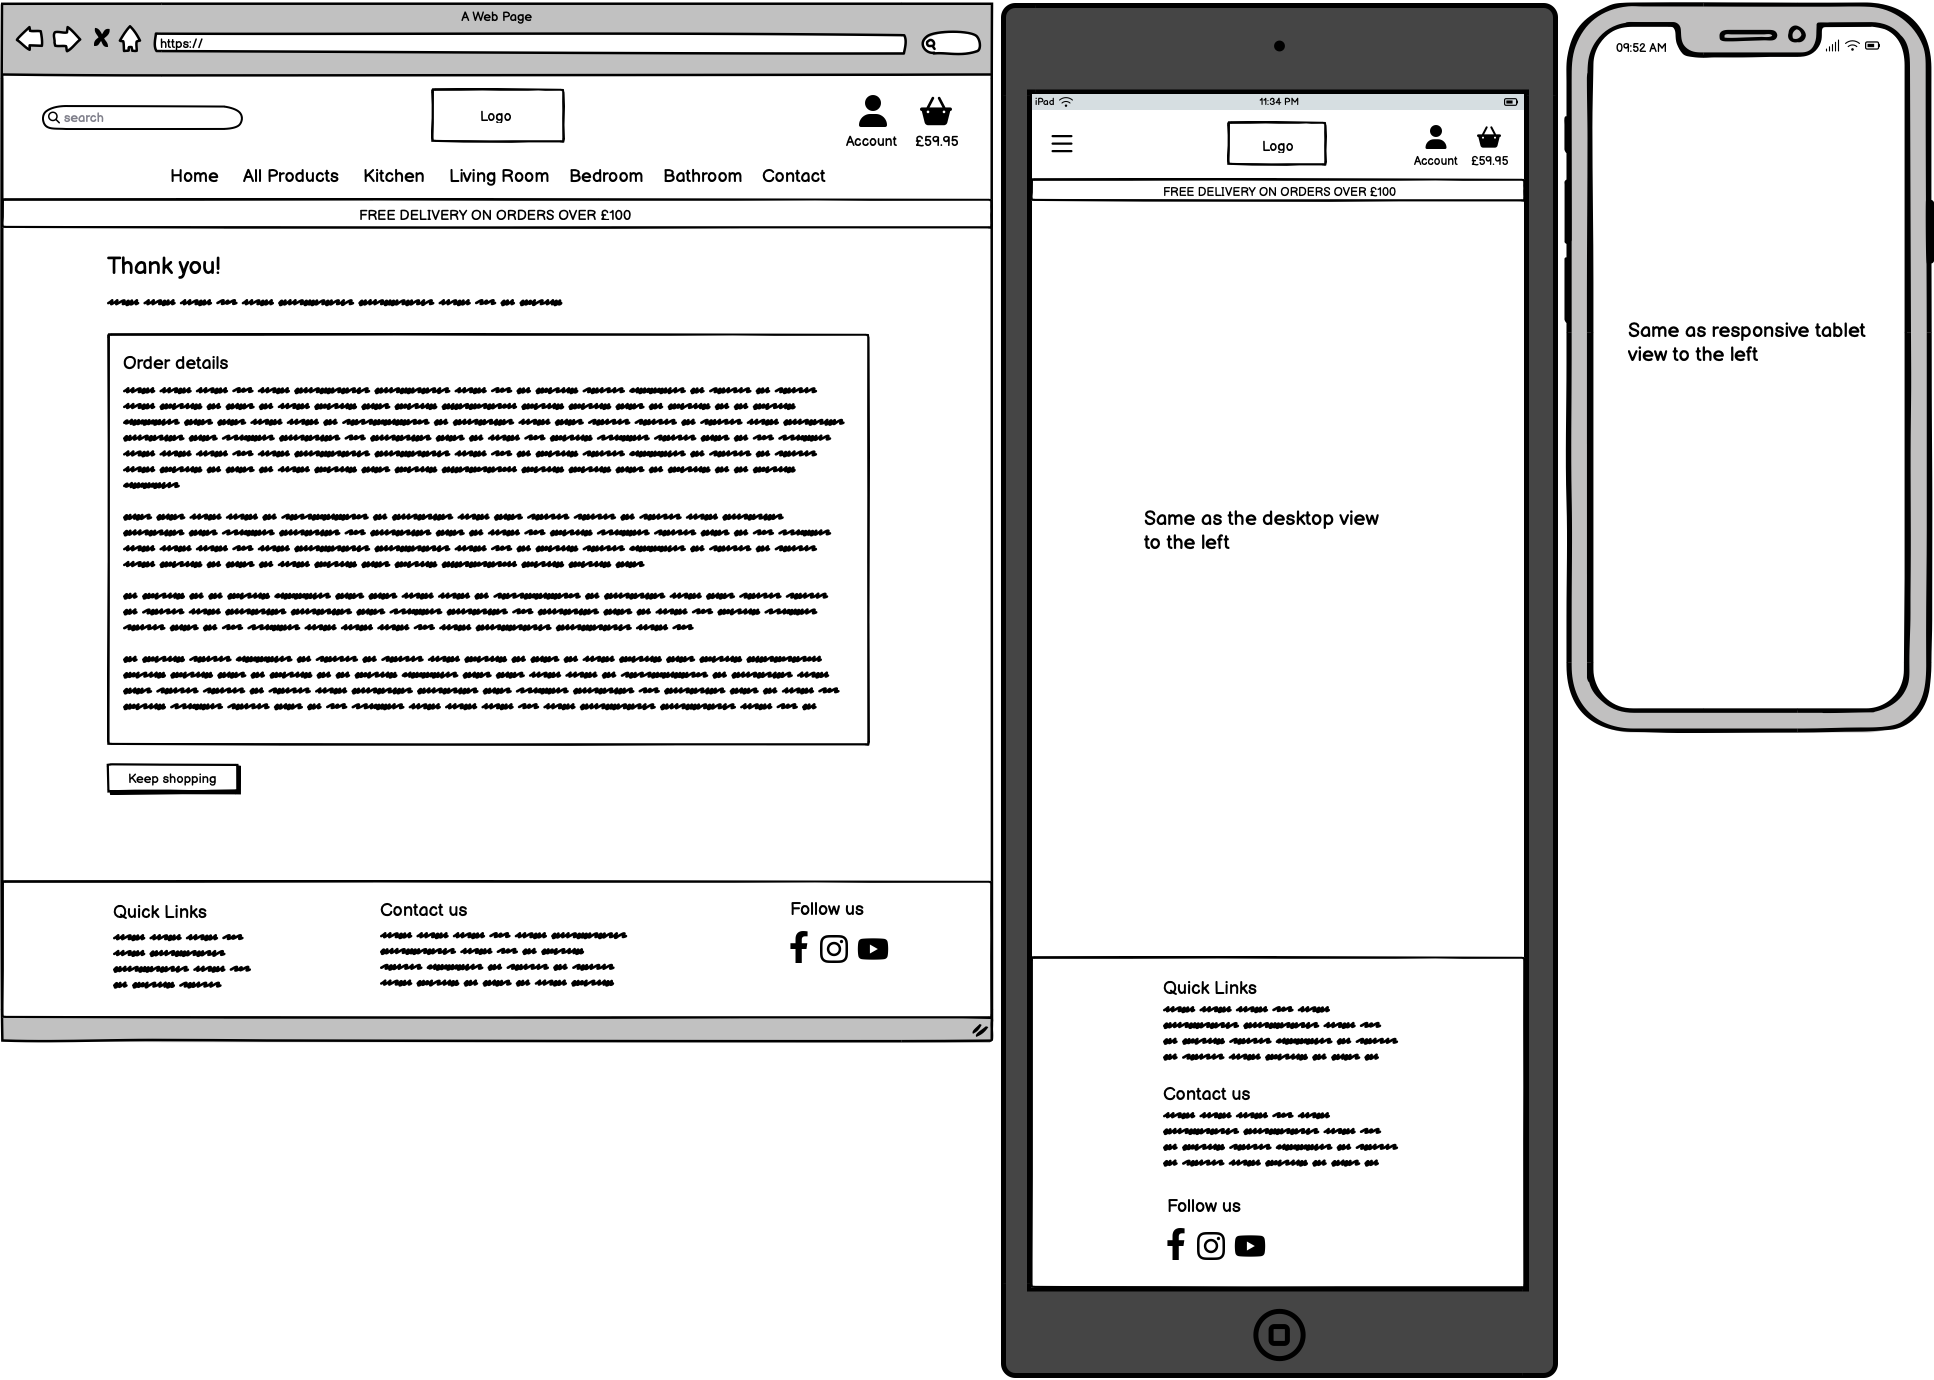 A Web Page
https://
search
Logo
Account
£59.95
Home All Products Kitchen Living Room Bedroom Bathroom Contact
FREE DELIVERY ON ORDERS OVER £100
Thank you!
Order details
Keep shopping
Quick Links
Contact us
Follow us
iPad
11:34 PM
Logo
Account
£59.95
FREE DELIVERY ON ORDERS OVER £100
Same as the desktop view
to the left
Quick Links
Contact us
Follow us
09:52 AM
Same as responsive tablet
view to the left